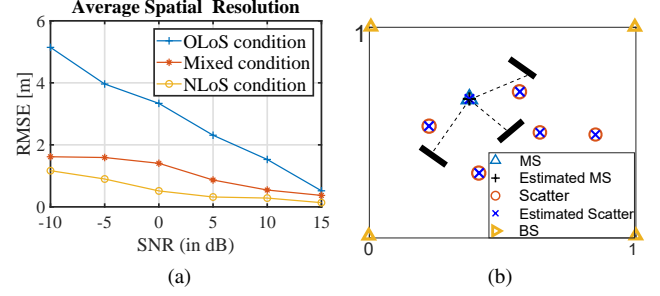 Average Spatial Resolution
RMSE [m]
6
4
2
0
OLoS condition
Mixed condition
NLoS condition
-10 -5 0 5 10 15
SNR (in dB)
(a)
1
MS
Estimated MS
Scatter
Estimated Scatter
BS
0 1
(b)